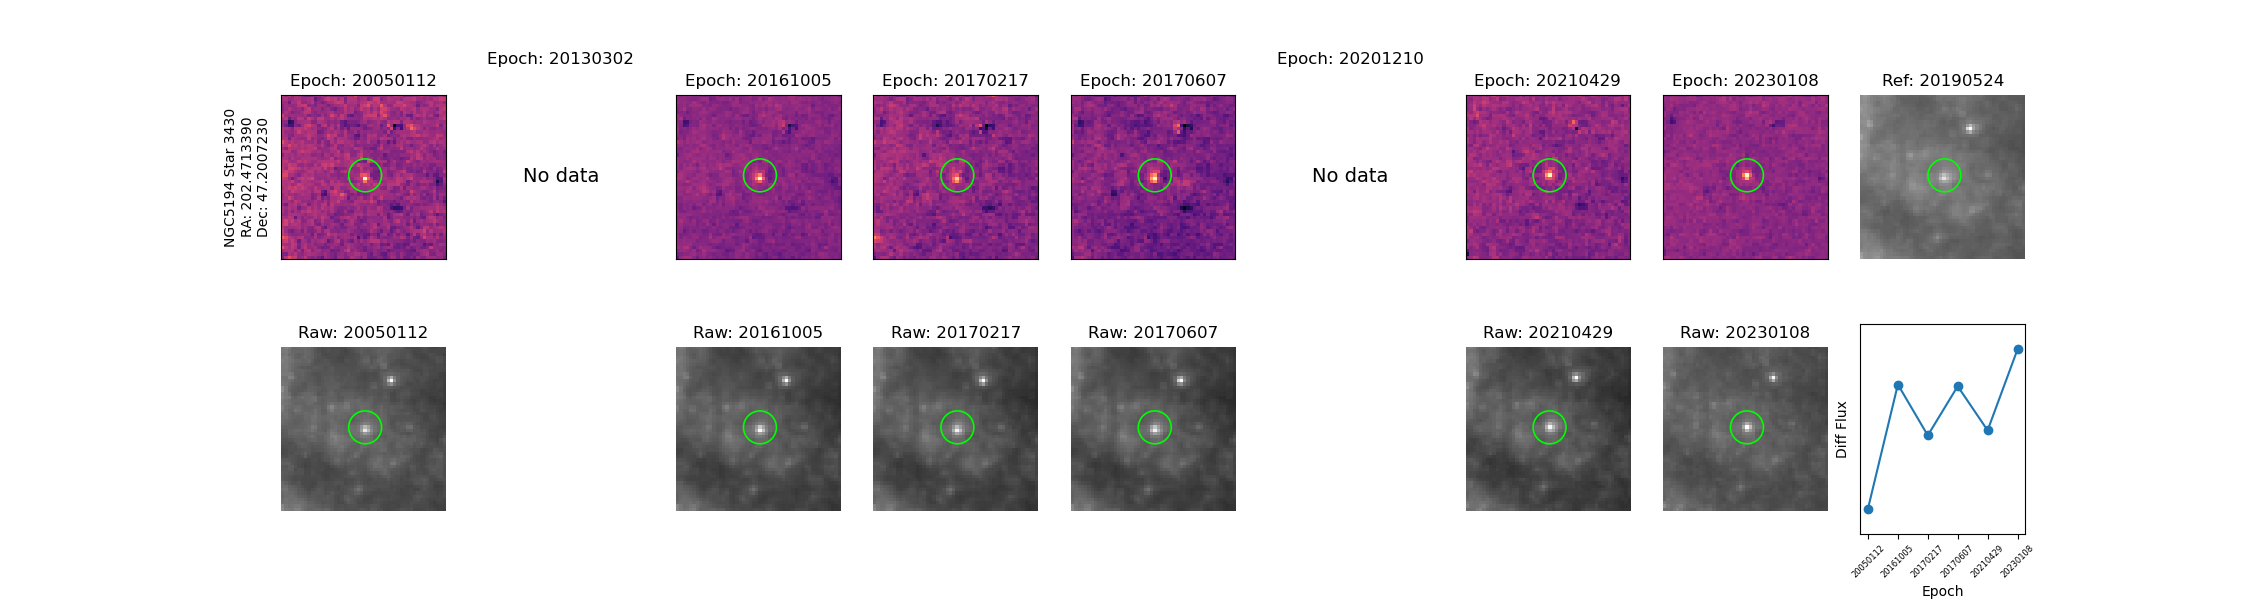 Epoch: 20130302
Epoch: 20201210
Epoch: 20050112
Epoch: 20161005
Epoch: 20170217
Epoch: 20170607
Epoch: 20210429
Epoch: 20230108
Ref: 20190524
NGC5194 Star 3430
RA: 202.4713390
Dec: 47.2007230
No data
No data
Raw: 20050112
Raw: 20161005
Raw: 20170217
Raw: 20170607
Raw: 20210429
Raw: 20230108
Diff Flux
20050112
20161005
20170217
20170607
20210429
20230108
Epoch